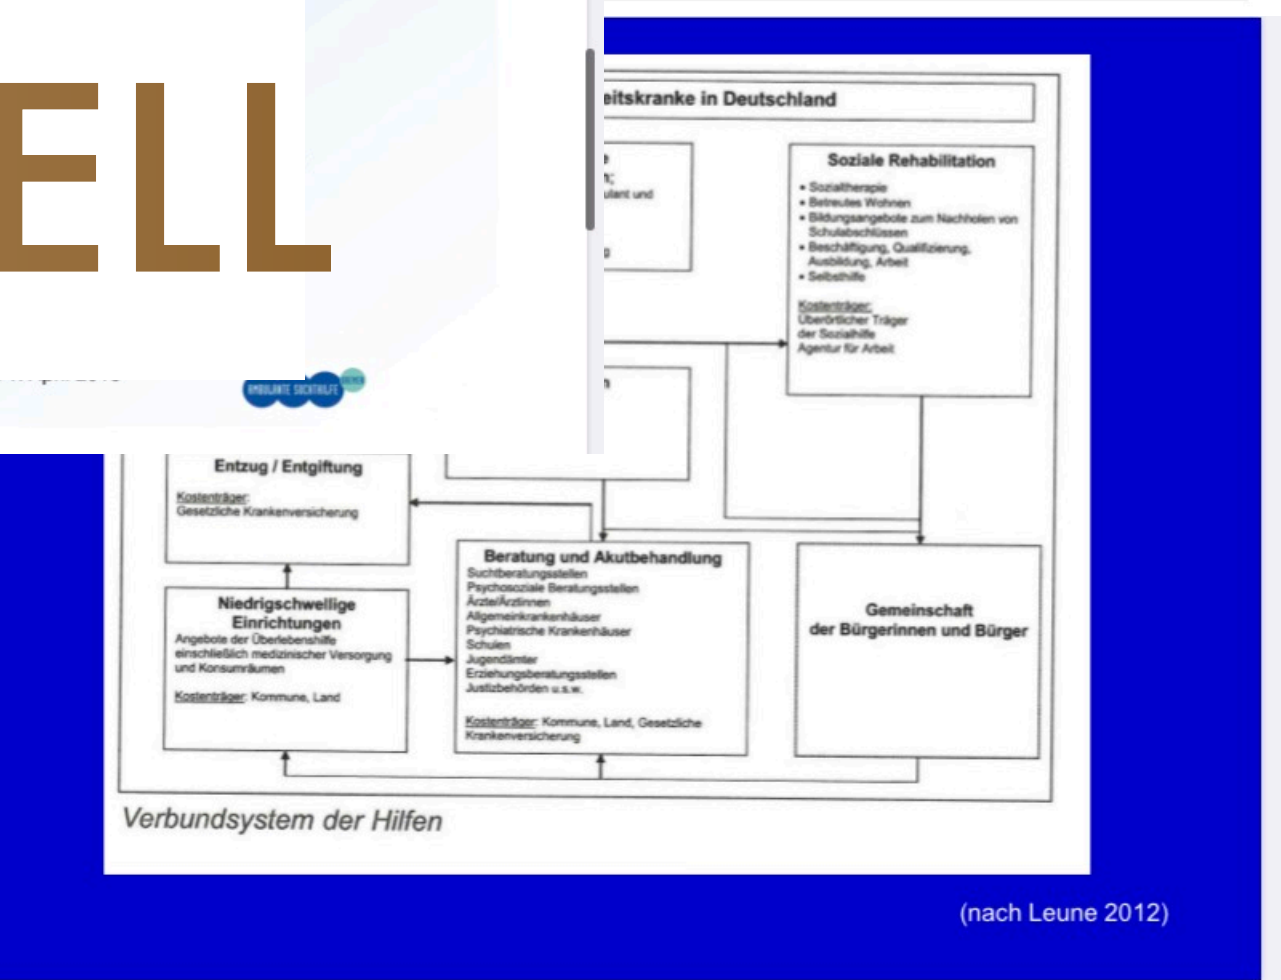 ELL
AMBULANTE SUCHTHILFE
BREMEN
eitskranke in Deutschland
ulant und
Soziale Rehabilitation
• Sozialtherapie
• Betreutes Wohnen
• Bildungsangebote zum Nachholen von
Schulabschlüssen
• Beschäftigung, Qualifizierung,
Ausbildung, Arbeit
• Selbsthilfe
Kostenträger:
Überörtlicher Träger
der Sozialhilfe
Agentur für Arbeit
Entzug / Entgiftung
Kostenträger:
Gesetzliche Krankenversicherung
Niedrigschwellige
Einrichtungen
Angebote der Überlebenshilfe
einschließlich medizinischer Versorgung
und Konsumräumen
Kostenträger: Kommune, Land
Beratung und Akutbehandlung
Suchtberatungsstellen
Psychosoziale Beratungsstellen
Ärzte/Ärztinnen
Allgemeinkrankenhäuser
Psychiatrische Krankenhäuser
Schulen
Jugendämter
Erziehungsberatungsstellen
Justizbehörden u.s.w.
Kostenträger: Kommune, Land, Gesetzliche
Krankenversicherung
Gemeinschaft
der Bürgerinnen und Bürger
Verbundsystem der Hilfen
(nach Leune 2012)